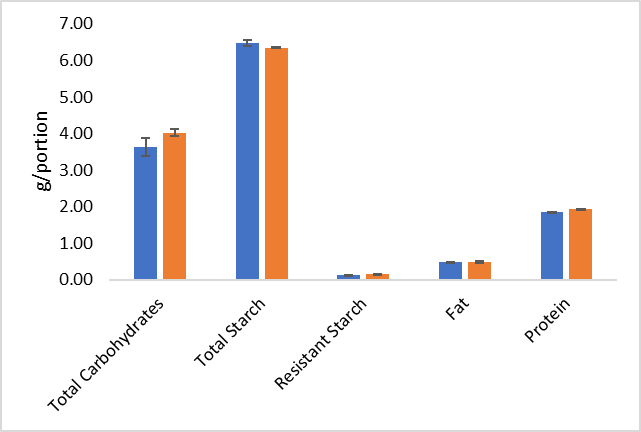 7.00
6.00
5.00
4.00
3.00
2.00
1.00
0.00
g/portion
Total Carbohydrates
Total Starch
Resistant Starch
Fat
Protein